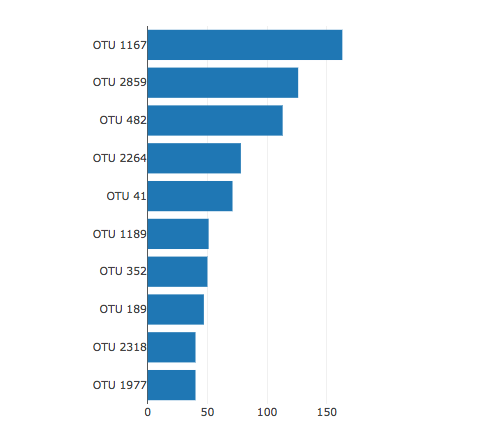 OTU 1167
OTU 2859
OTU 482
OTU 2264
OTU 41
OTU 1189
OTU 352
OTU 189
OTU 2318
OTU 1977
0 50 100 150